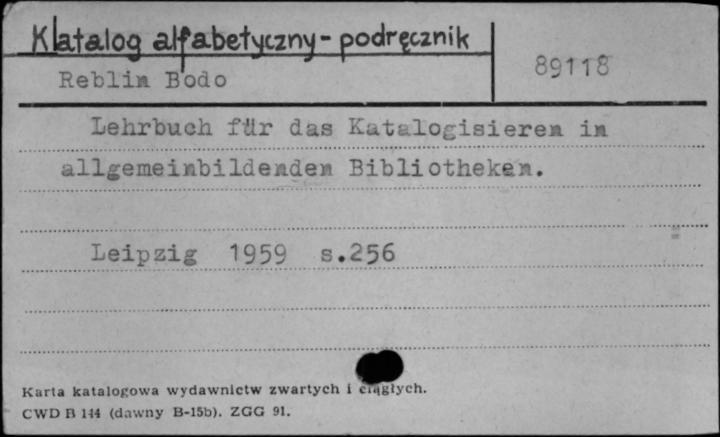 Katalog alfabetyczny - podręcznik
89118
Reblin Bodo
Lehrbuch für das Katalogisieren in
allgemeinbildenden Bibliotheken.
Leipzig 1959 s.256
Karta katalogowa wydawnictw zwartych i ciągłych.
CWD B 144 (dawny B-15b). ZGG 91.